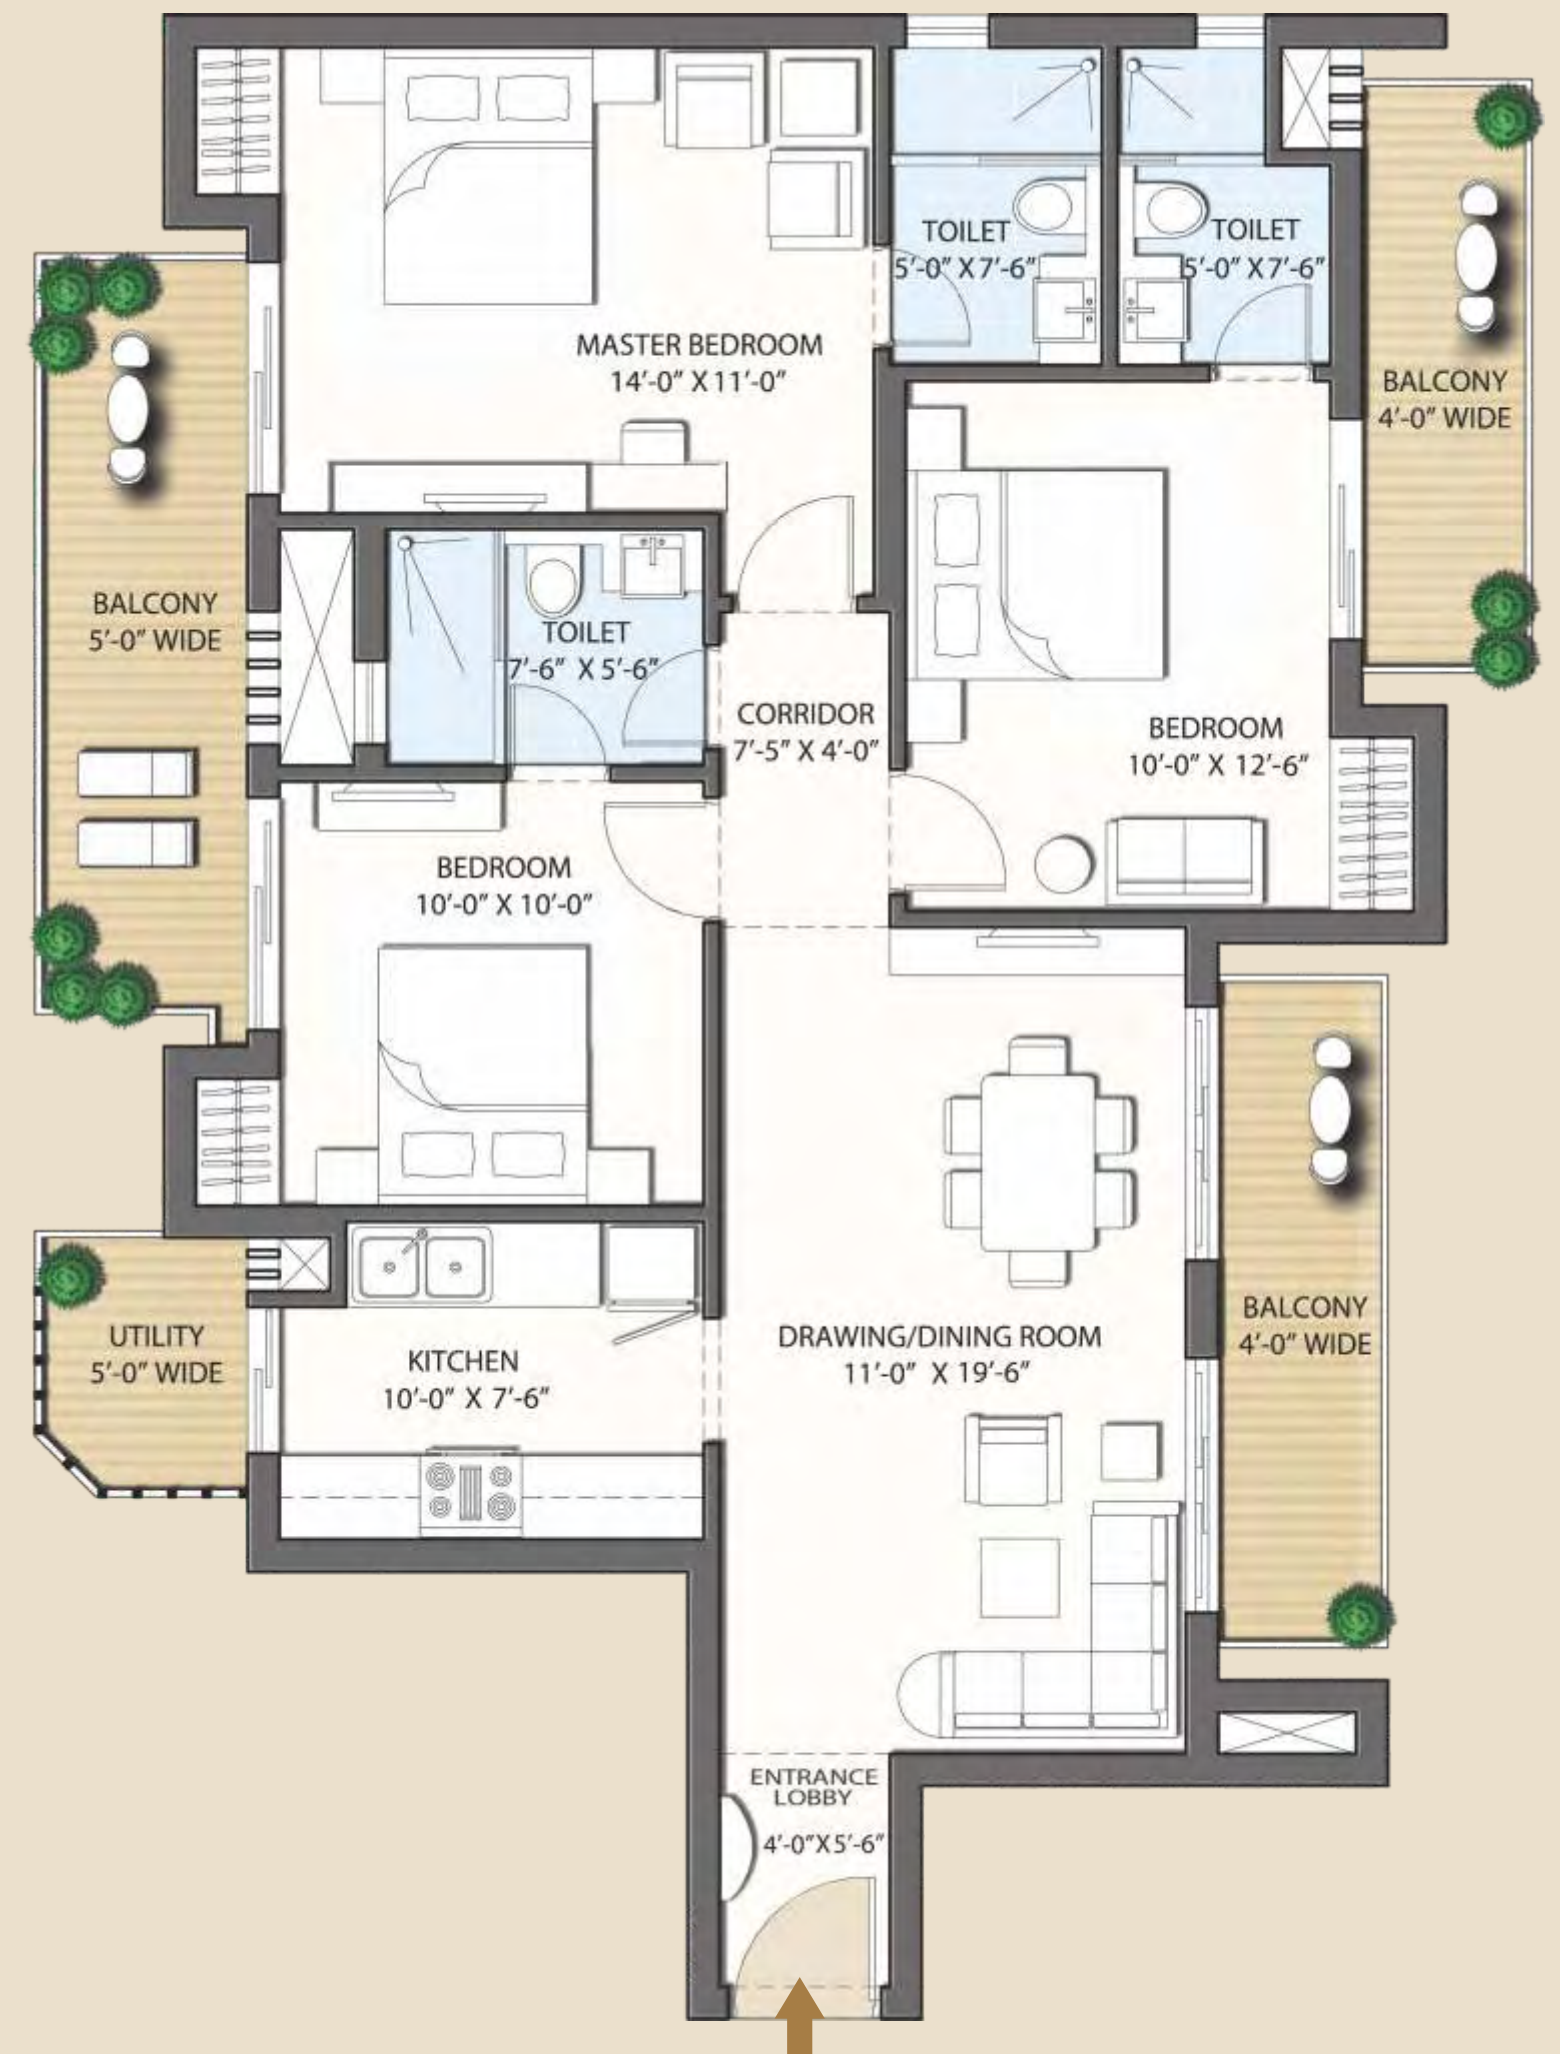 TOILET
5'-0" X 7'-6"
TOILET
5'-0" X 7'-6"
MASTER BEDROOM
14'-0" X 11'-0"
BALCONY
4'-0" WIDE
BALCONY
5'-0" WIDE
TOILET
7'-6" X 5'-6"
CORRIDOR
7'-5" X 4'-0"
BEDROOM
10'-0" X 12'-6"
BEDROOM
10'-0" X 10'-0"
UTILITY
5'-0" WIDE
KITCHEN
10'-0" X 7'-6"
DRAWING/DINING ROOM
11'-0" X 19'-6"
BALCONY
4'-0" WIDE
ENTRANCE
LOBBY
4'-0"X5'-6"